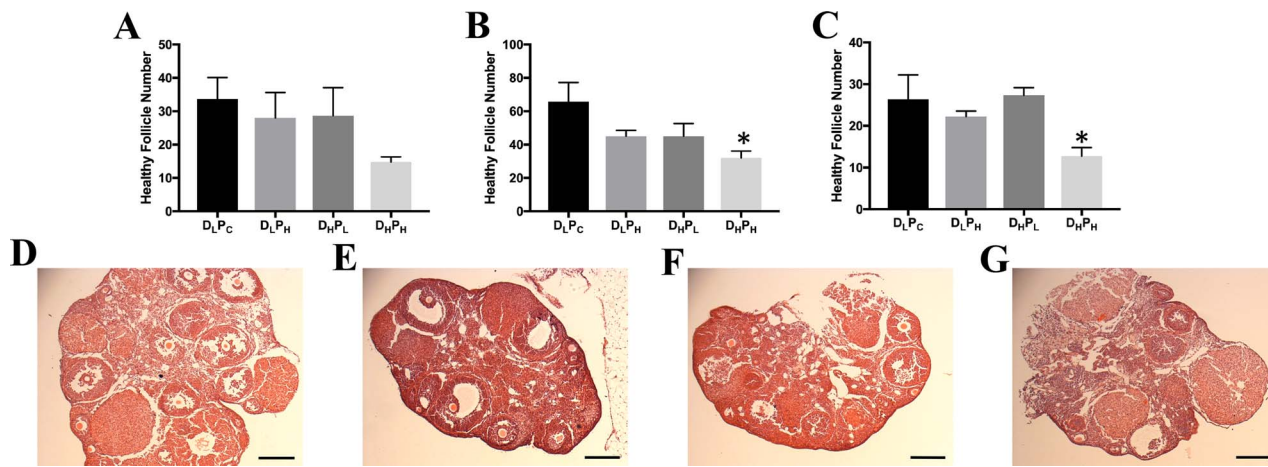 A
B
C
Healthy Follicle Number
50
40
30
20
10
0
DLPC
DLPH
DHPL
DHPH
Healthy Follicle Number
100
80
60
40
20
0
*
DLPC
DLPH
DHPL
DHPH
Healthy Follicle Number
40
30
20
10
0
*
DLPC
DLPH
DHPL
DHPH
D
E
F
G